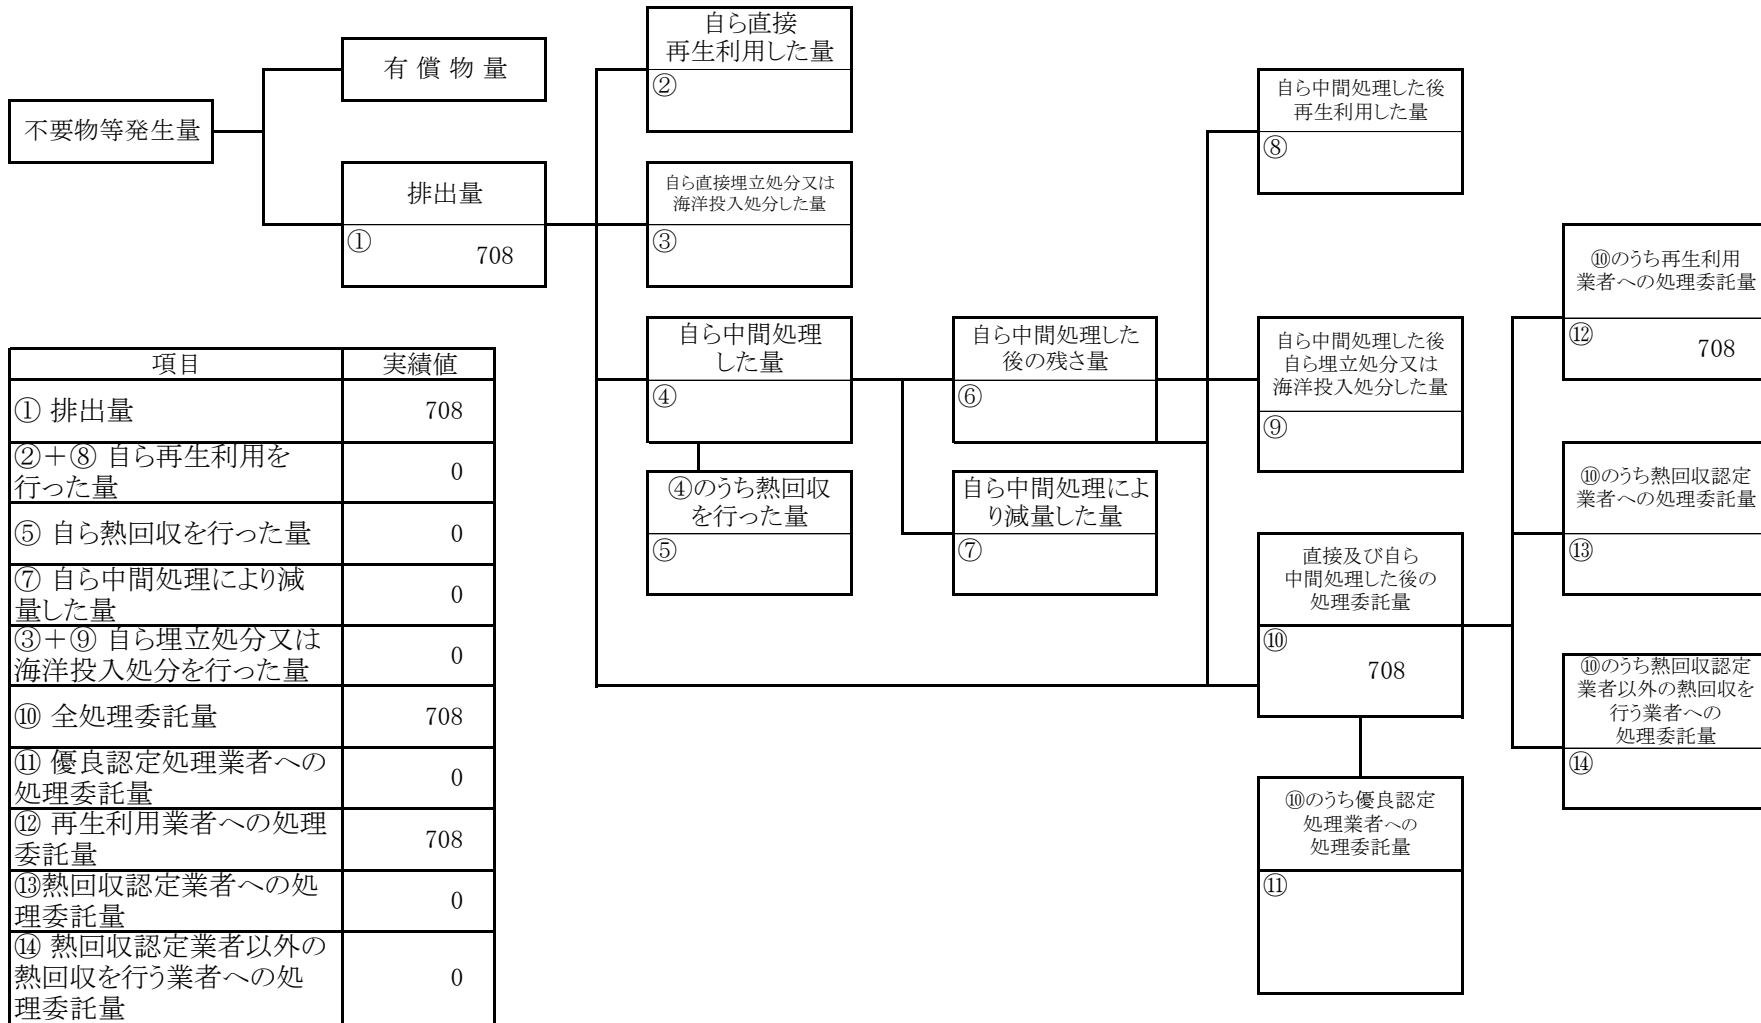 不要物等発生量
有 償 物 量
排出量
①
708
自ら直接
再生利用した量
②
自ら直接埋立処分又は
海洋投入処分した量
③
自ら中間処理
した量
④
④のうち熱回収
を行った量
⑤
自ら中間処理した
後の残さ量
⑥
自ら中間処理によ
り減量した量
⑦
自ら中間処理した後
再生利用した量
⑧
自ら中間処理した後
自ら埋立処分又は
海洋投入処分した量
⑨
直接及び自ら
中間処理した後の
処理委託量
⑩
708
⑩のうち優良認定
処理業者への
処理委託量
⑪
⑩のうち再生利用
業者への処理委託量
⑫
708
⑩のうち熱回収認定
業者への処理委託量
⑬
⑩のうち熱回収認定
業者以外の熱回収を
行う業者への
処理委託量
⑭
項目 実績値
① 排出量 708
②+⑧ 自ら再生利用を
行った量 0
⑤ 自ら熱回収を行った量 0
⑦ 自ら中間処理により減
量した量 0
③+⑨ 自ら埋立処分又は
海洋投入処分を行った量 0
⑩ 全処理委託量 708
⑪ 優良認定処理業者への
処理委託量 0
⑫ 再生利用業者への処理
委託量 708
⑬熱回収認定業者への処
理委託量 0
⑭ 熱回収認定業者以外の
熱回収を行う業者への処
理委託量 0